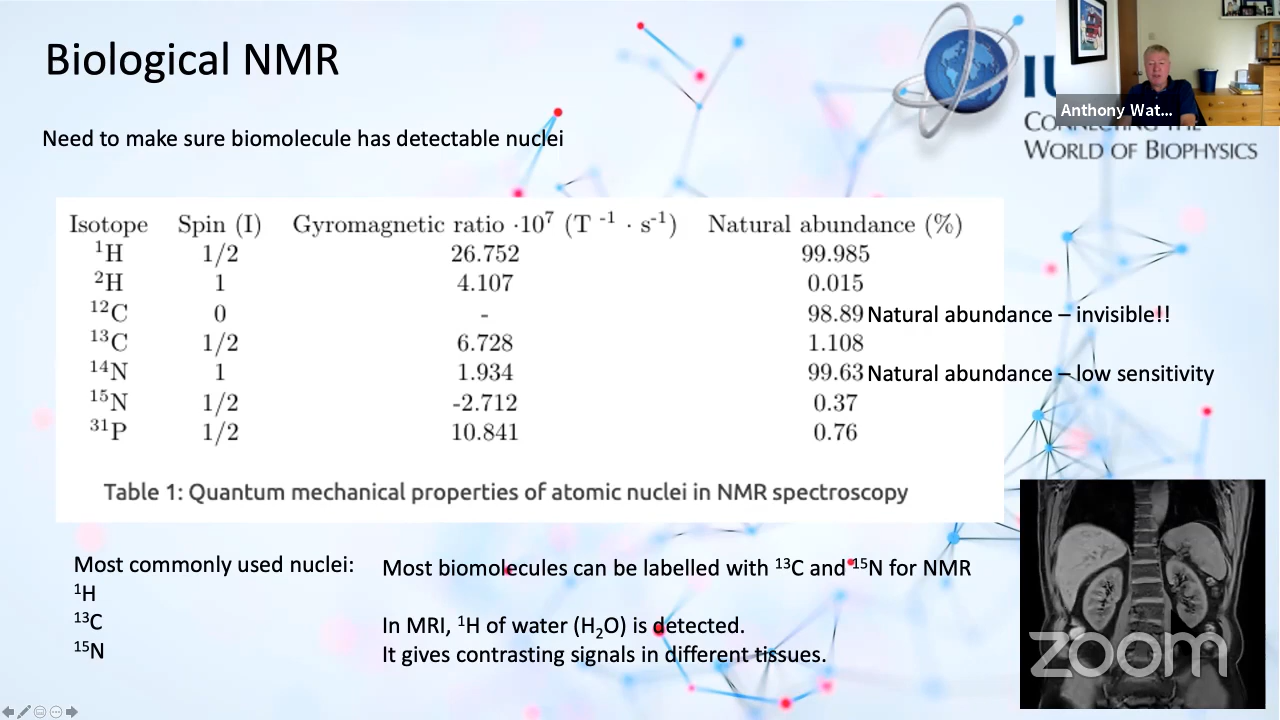 Biological NMR
IU
Anthony Wat...
CONNECTING THE
WORLD OF BIOPHYSICS
Need to make sure biomolecule has detectable nuclei
Isotope Spin (I) Gyromagnetic ratio ·10⁷ (T ⁻¹ · s⁻¹) Natural abundance (%)
¹H 1/2 26.752 99.985
²H 1 4.107 0.015
¹²C 0 - 98.89 Natural abundance – invisible!!
¹³C 1/2 6.728 1.108
¹⁴N 1 1.934 99.63 Natural abundance – low sensitivity
¹⁵N 1/2 -2.712 0.37
³¹P 1/2 10.841 0.76
Table 1: Quantum mechanical properties of atomic nuclei in NMR spectroscopy
Most commonly used nuclei:
¹H
¹³C
¹⁵N
Most biomolecules can be labelled with ¹³C and ¹⁵N for NMR
In MRI, ¹H of water (H₂O) is detected.
It gives contrasting signals in different tissues.
zoom